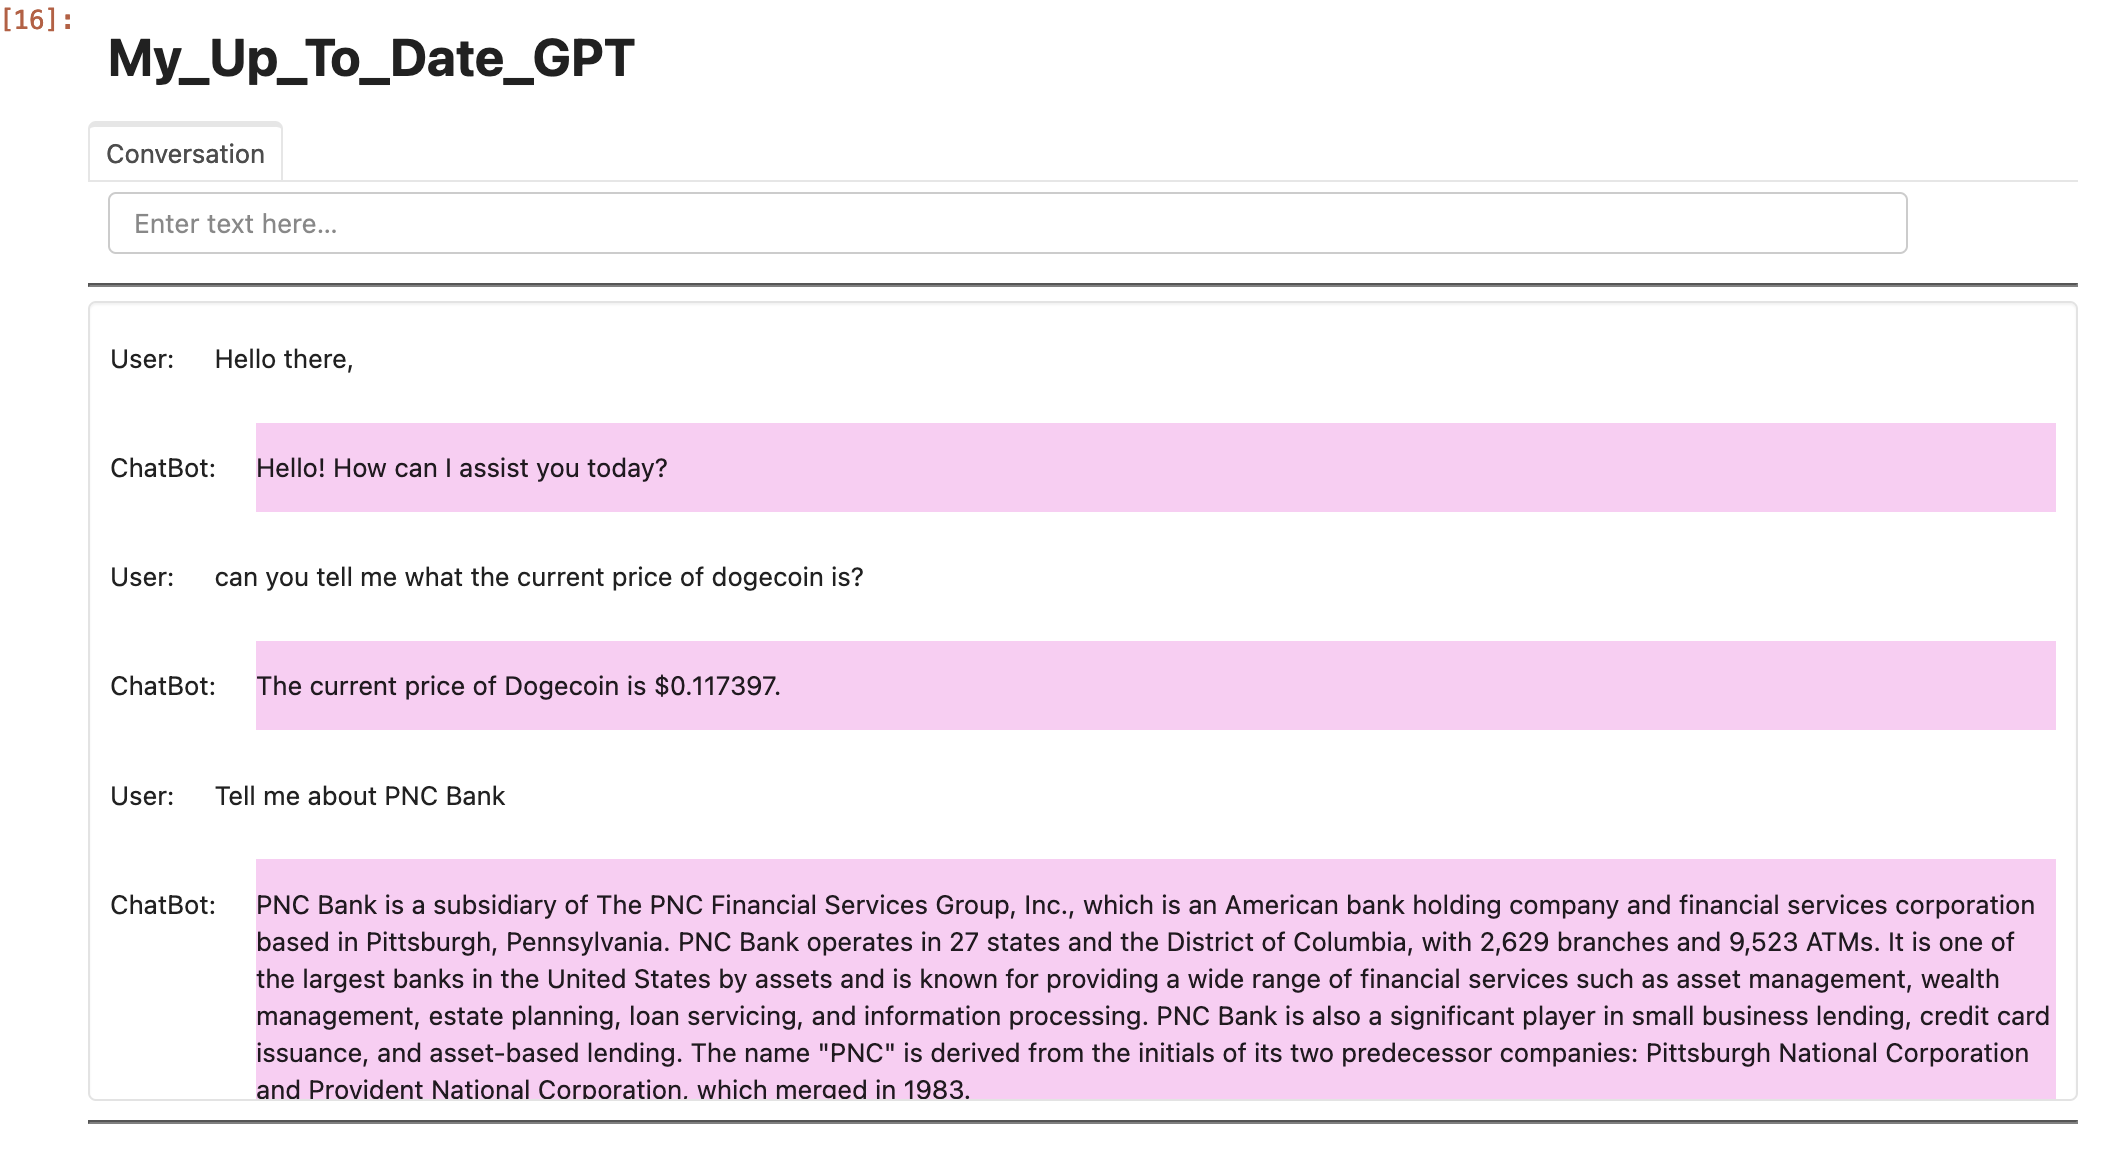 [16]:
My_Up_To_Date_GPT
Conversation
Enter text here...
User: Hello there,
ChatBot: Hello! How can I assist you today?
User: can you tell me what the current price of dogecoin is?
ChatBot: The current price of Dogecoin is $0.117397.
User: Tell me about PNC Bank
ChatBot: PNC Bank is a subsidiary of The PNC Financial Services Group, Inc., which is an American bank holding company and financial services corporation
based in Pittsburgh, Pennsylvania. PNC Bank operates in 27 states and the District of Columbia, with 2,629 branches and 9,523 ATMs. It is one of
the largest banks in the United States by assets and is known for providing a wide range of financial services such as asset management, wealth
management, estate planning, loan servicing, and information processing. PNC Bank is also a significant player in small business lending, credit card
issuance, and asset-based lending. The name "PNC" is derived from the initials of its two predecessor companies: Pittsburgh National Corporation
and Provident National Corporation, which merged in 1983.